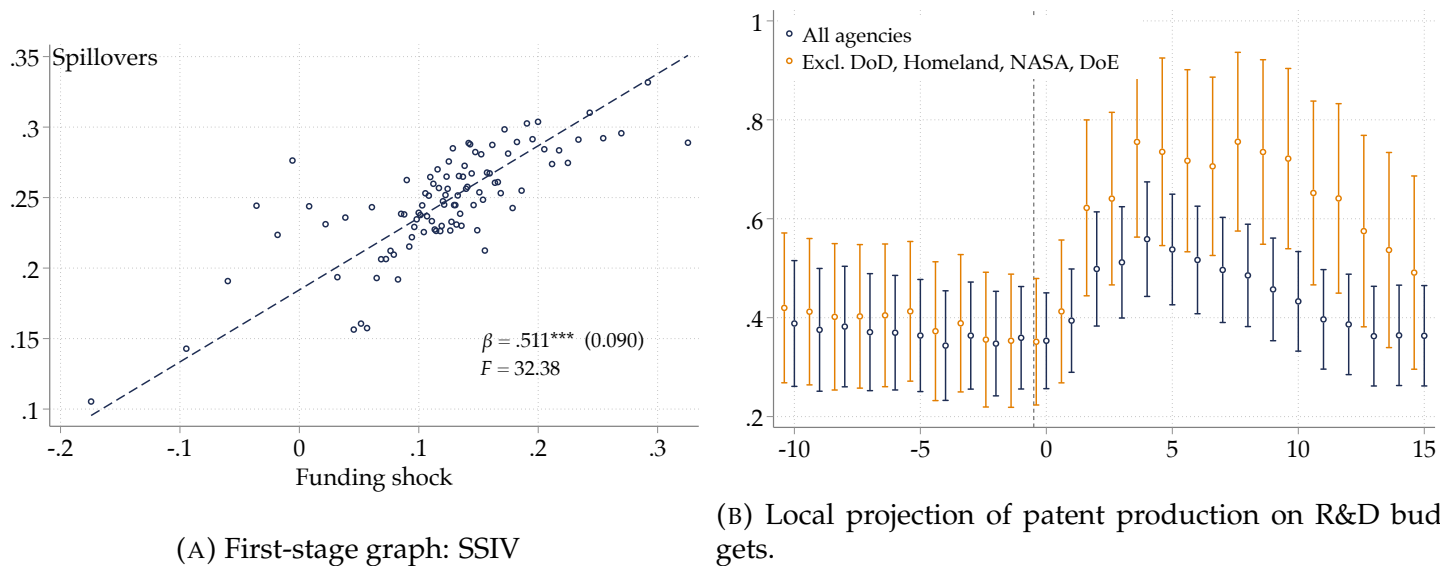 Spillovers
.35
.3
.25
.2
.15
.1
β = .511*** (0.090)
F = 32.38
-.2 -.1 0 .1 .2 .3
Funding shock
(A) First-stage graph: SSIV
1
.8
.6
.4
.2
All agencies
Excl. DoD, Homeland, NASA, DoE
-10 -5 0 5 10 15
(B) Local projection of patent production on R&D bud
gets.